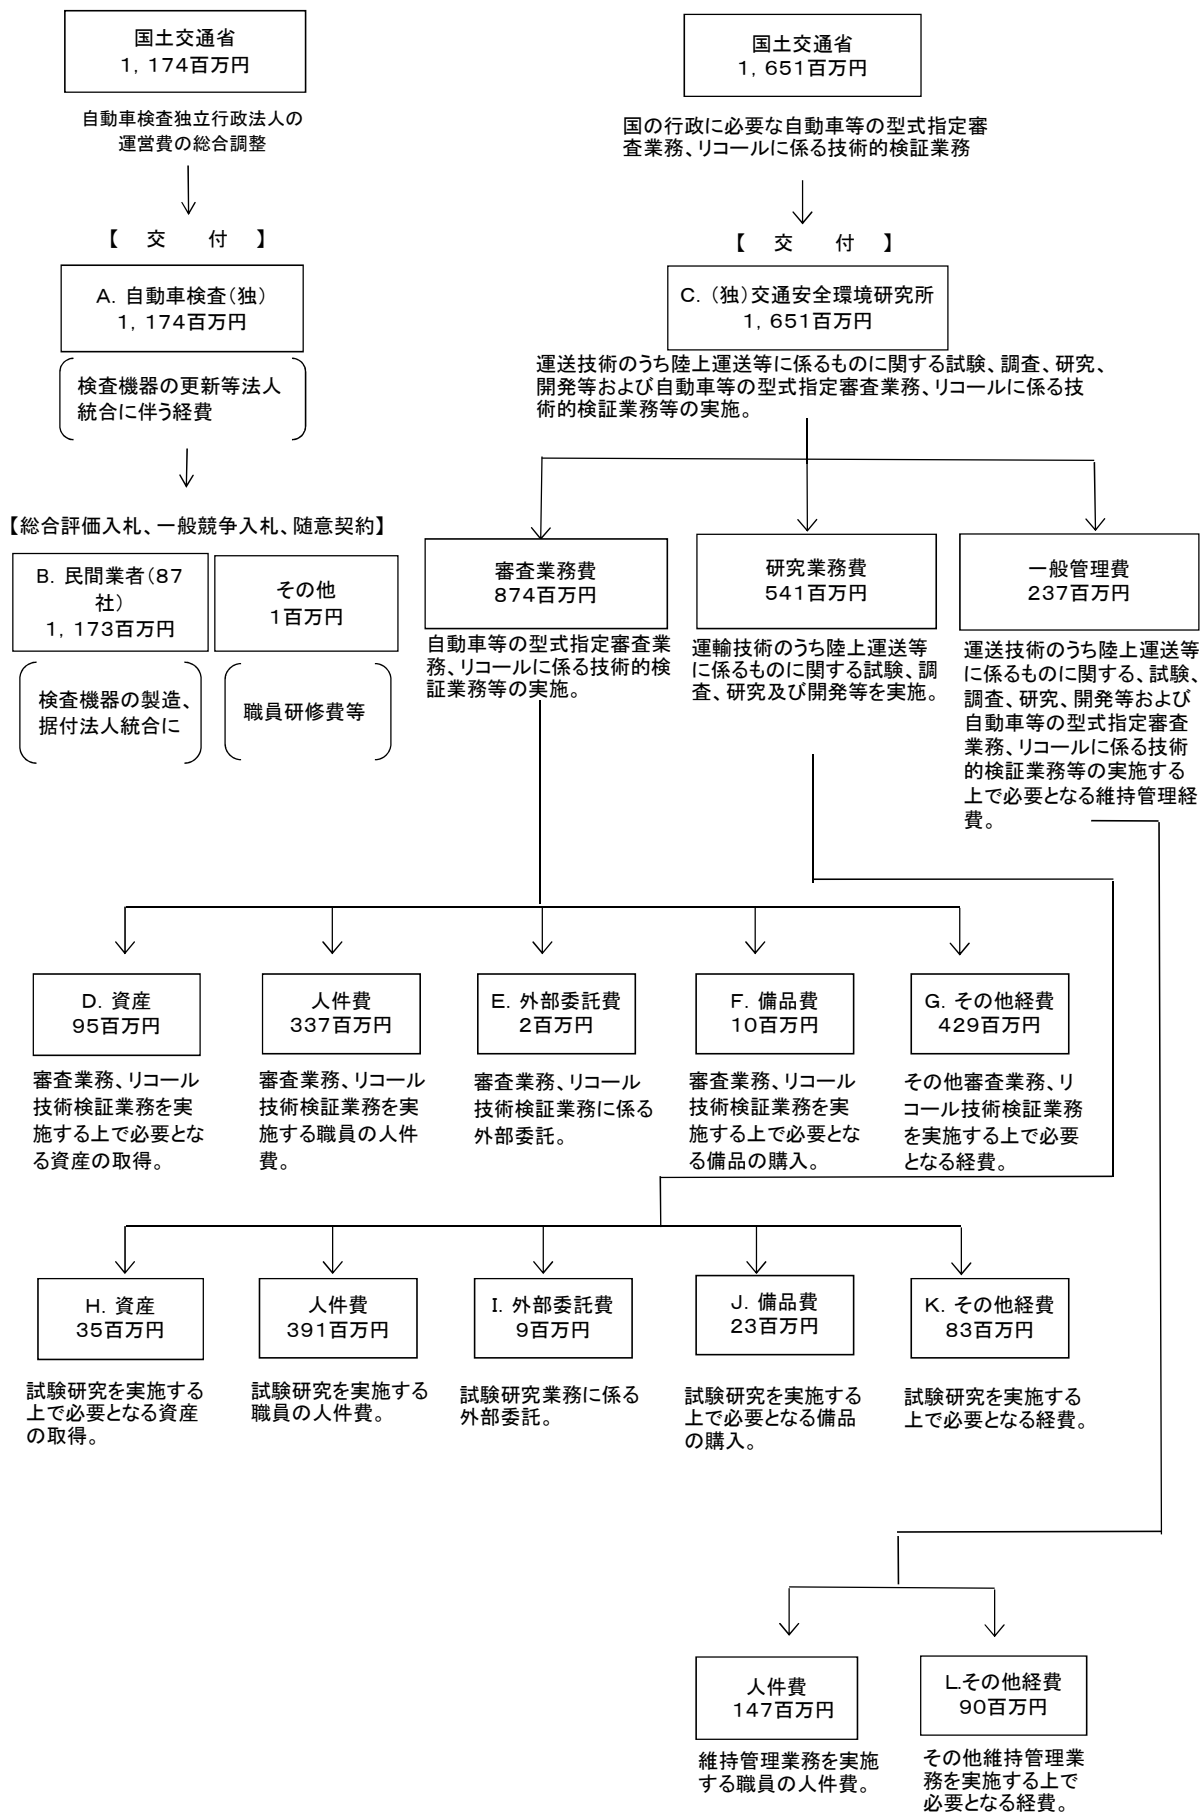 国土交通省
1,174百万円
自動車検査独立行政法人の
運営費の総合調整
【 交 付 】
A. 自動車検査(独)
1,174百万円
検査機器の更新等法人
統合に伴う経費
【総合評価入札、一般競争入札、随意契約】
B. 民間業者(87
社)
1,173百万円
その他
1百万円
検査機器の製造、
据付法人統合に
職員研修費等
国土交通省
1,651百万円
国の行政に必要な自動車等の型式指定審
査業務、リコールに係る技術的検証業務
【 交 付 】
C. (独)交通安全環境研究所
1,651百万円
運送技術のうち陸上運送等に係るものに関する試験、調査、研究、
開発等および自動車等の型式指定審査業務、リコールに係る技
術的検証業務等の実施。
審査業務費
874百万円
自動車等の型式指定審査業
務、リコールに係る技術的検
証業務等の実施。
研究業務費
541百万円
運輸技術のうち陸上運送等
に係るものに関する試験、調
査、研究及び開発等を実施。
一般管理費
237百万円
運送技術のうち陸上運送等
に係るものに関する、試験、
調査、研究、開発等および
自動車等の型式指定審査
業務、リコールに係る技術
的検証業務等の実施する
上で必要となる維持管理経
費。
D. 資産
95百万円
審査業務、リコール
技術検証業務を実
施する上で必要とな
る資産の取得。
人件費
337百万円
審査業務、リコール
技術検証業務を実
施する職員の人件
費。
E. 外部委託費
2百万円
審査業務、リコール
技術検証業務に係る
外部委託。
F. 備品費
10百万円
審査業務、リコール
技術検証業務を実
施する上で必要とな
る備品の購入。
G. その他経費
429百万円
その他審査業務、リ
コール技術検証業務
を実施する上で必要
となる経費。
H. 資産
35百万円
試験研究を実施する
上で必要となる資産
の取得。
人件費
391百万円
試験研究を実施する
職員の人件費。
I. 外部委託費
9百万円
試験研究業務に係る
外部委託。
J. 備品費
23百万円
試験研究を実施する
上で必要となる備品
の購入。
K. その他経費
83百万円
試験研究を実施する
上で必要となる経費。
人件費
147百万円
維持管理業務を実施
する職員の人件費。
L.その他経費
90百万円
その他維持管理業
務を実施する上で
必要となる経費。